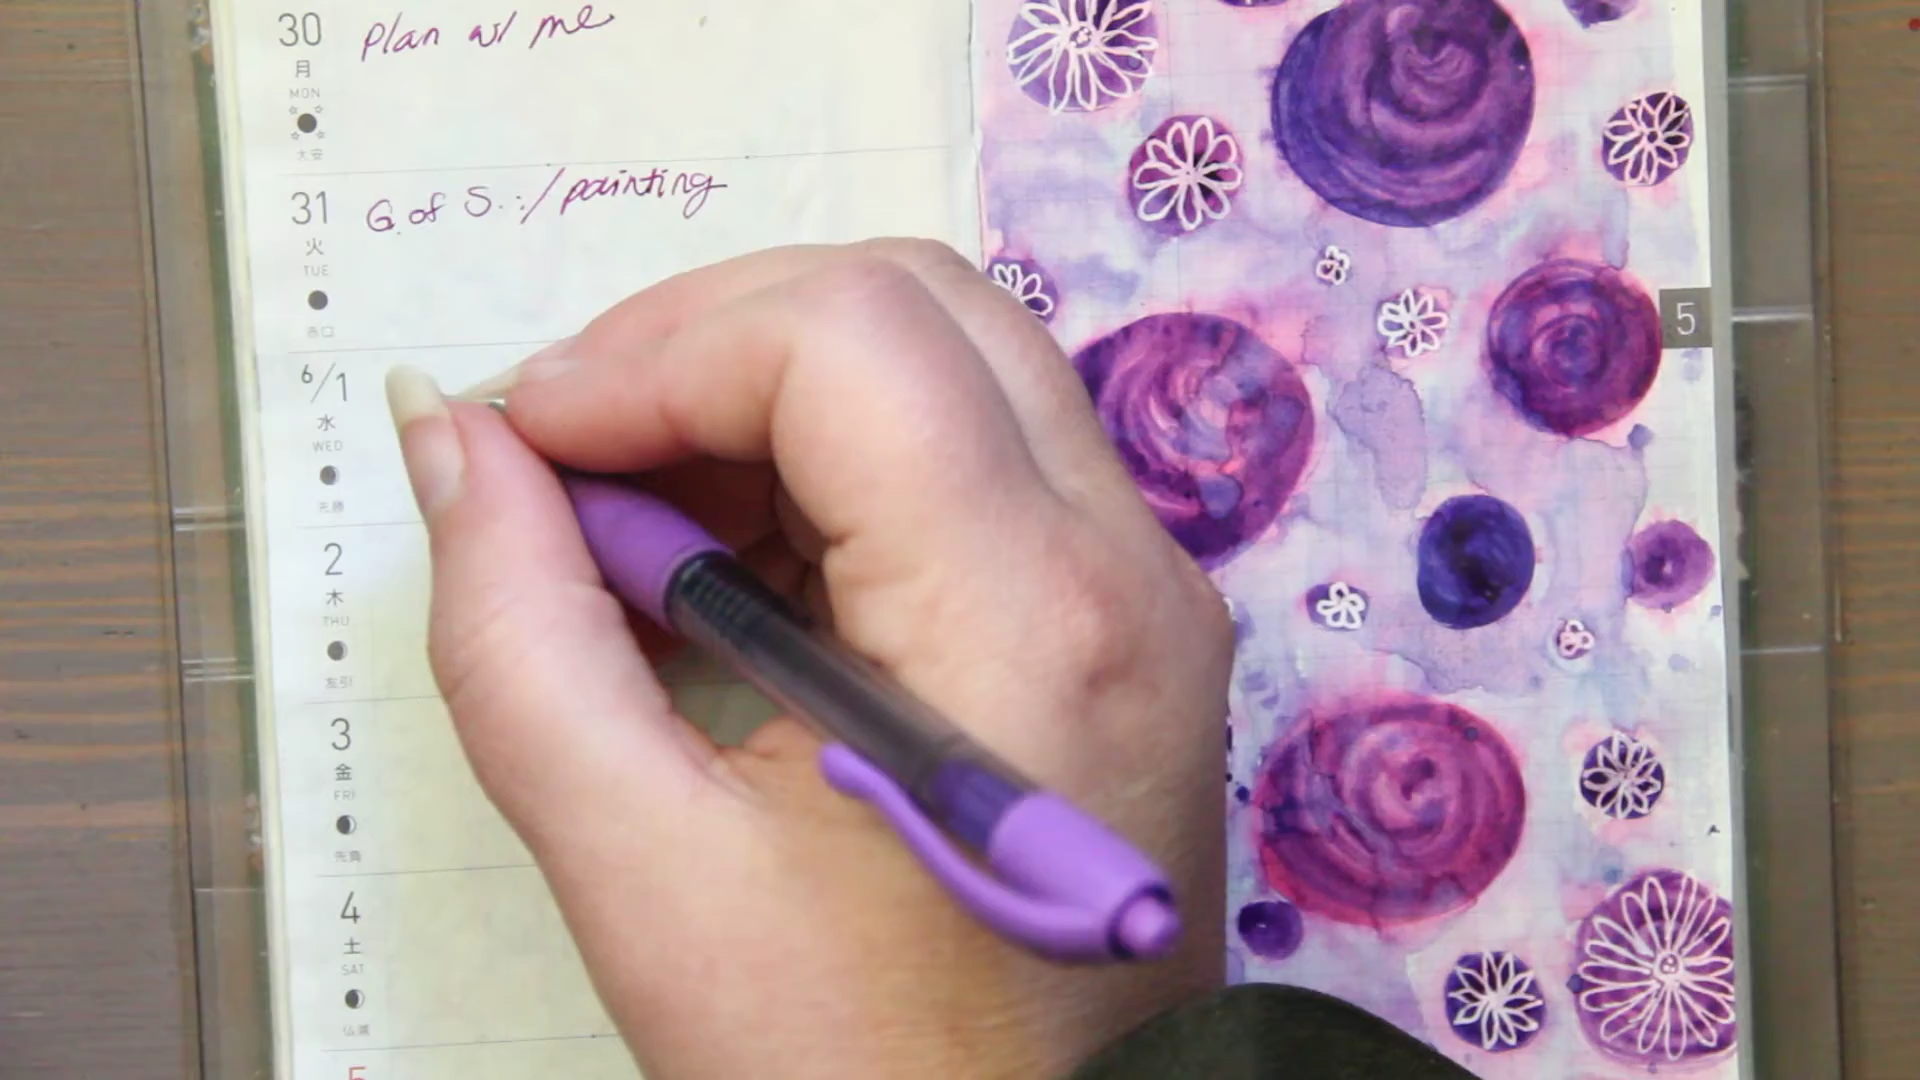 30 plan w/ me
月
MON
大安
31 G. of S. :/painting
火
TUE
赤口
5
6/1
水
WED
先勝
2
木
THU
友引
3
金
FRI
先負
4
土
SAT
仏滅
5